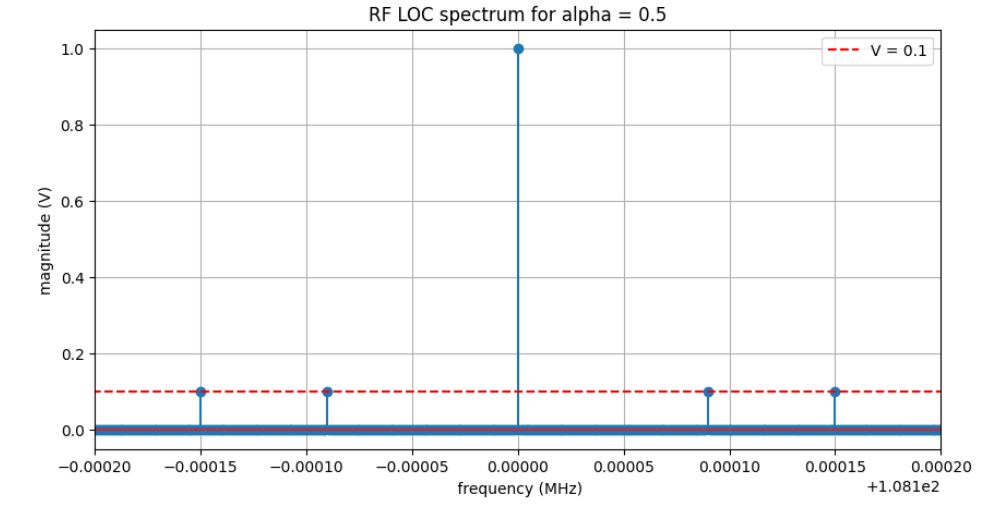 RF LOC spectrum for alpha = 0.5
V = 0.1
magnitude (V)
1.0
0.8
0.6
0.4
0.2
0.0
−0.00020 −0.00015 −0.00010 −0.00005 0.00000 0.00005 0.00010 0.00015 0.00020
+1.081e2
frequency (MHz)